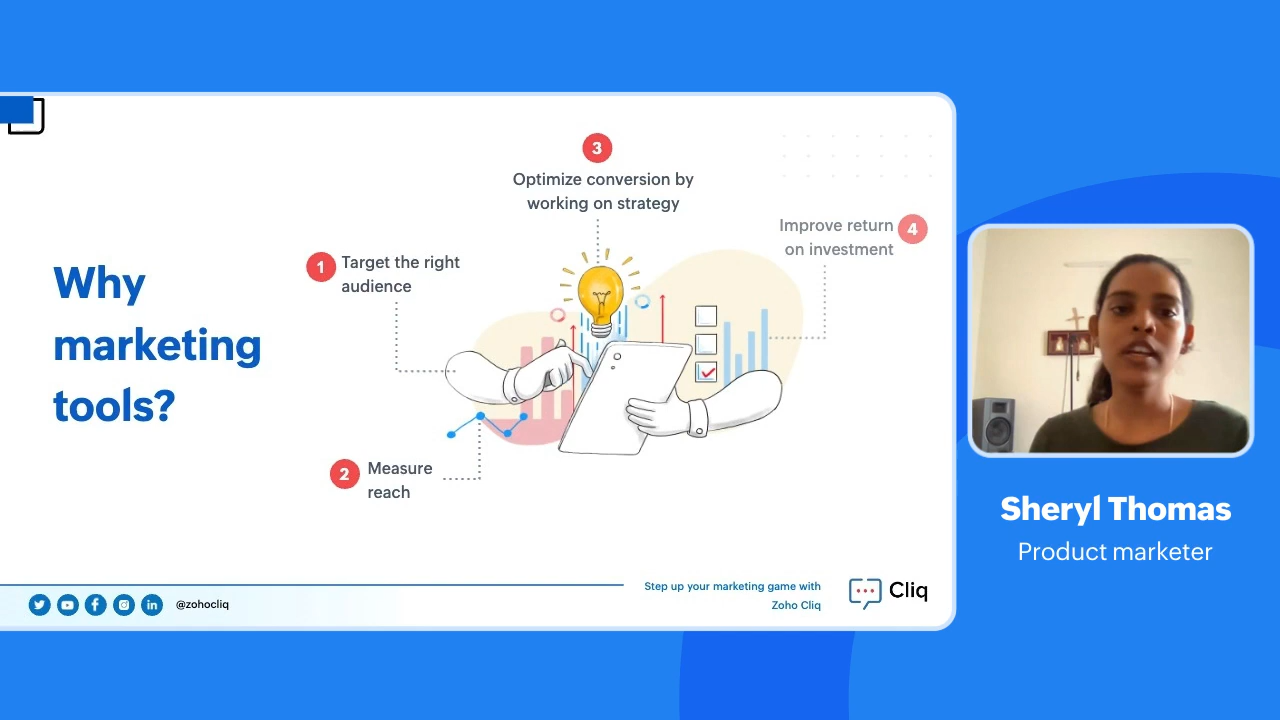 Why
marketing
tools?
1
Target the right
audience
2
Measure
reach
3
Optimize conversion by
working on strategy
4
Improve return
on investment
@zohocliq
Step up your marketing game with
Zoho Cliq
Cliq
Sheryl Thomas
Product marketer